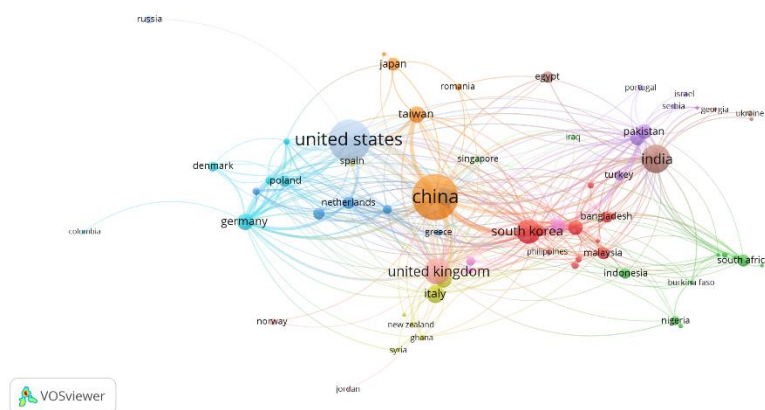 russia
japan
romania
egypt
portugal
israel
serbia
georgia
ukraine
taiwan
united states
spain
singapore
iraq
pakistan
india
denmark
poland
turkey
netherlands
china
germany
colombia
greece
south korea
bangladesh
philippines
malaysia
south afric
united kingdom
indonesia
burkina faso
italy
norway
new zealand
ghana
nigeria
syria
jordan
VOSviewer